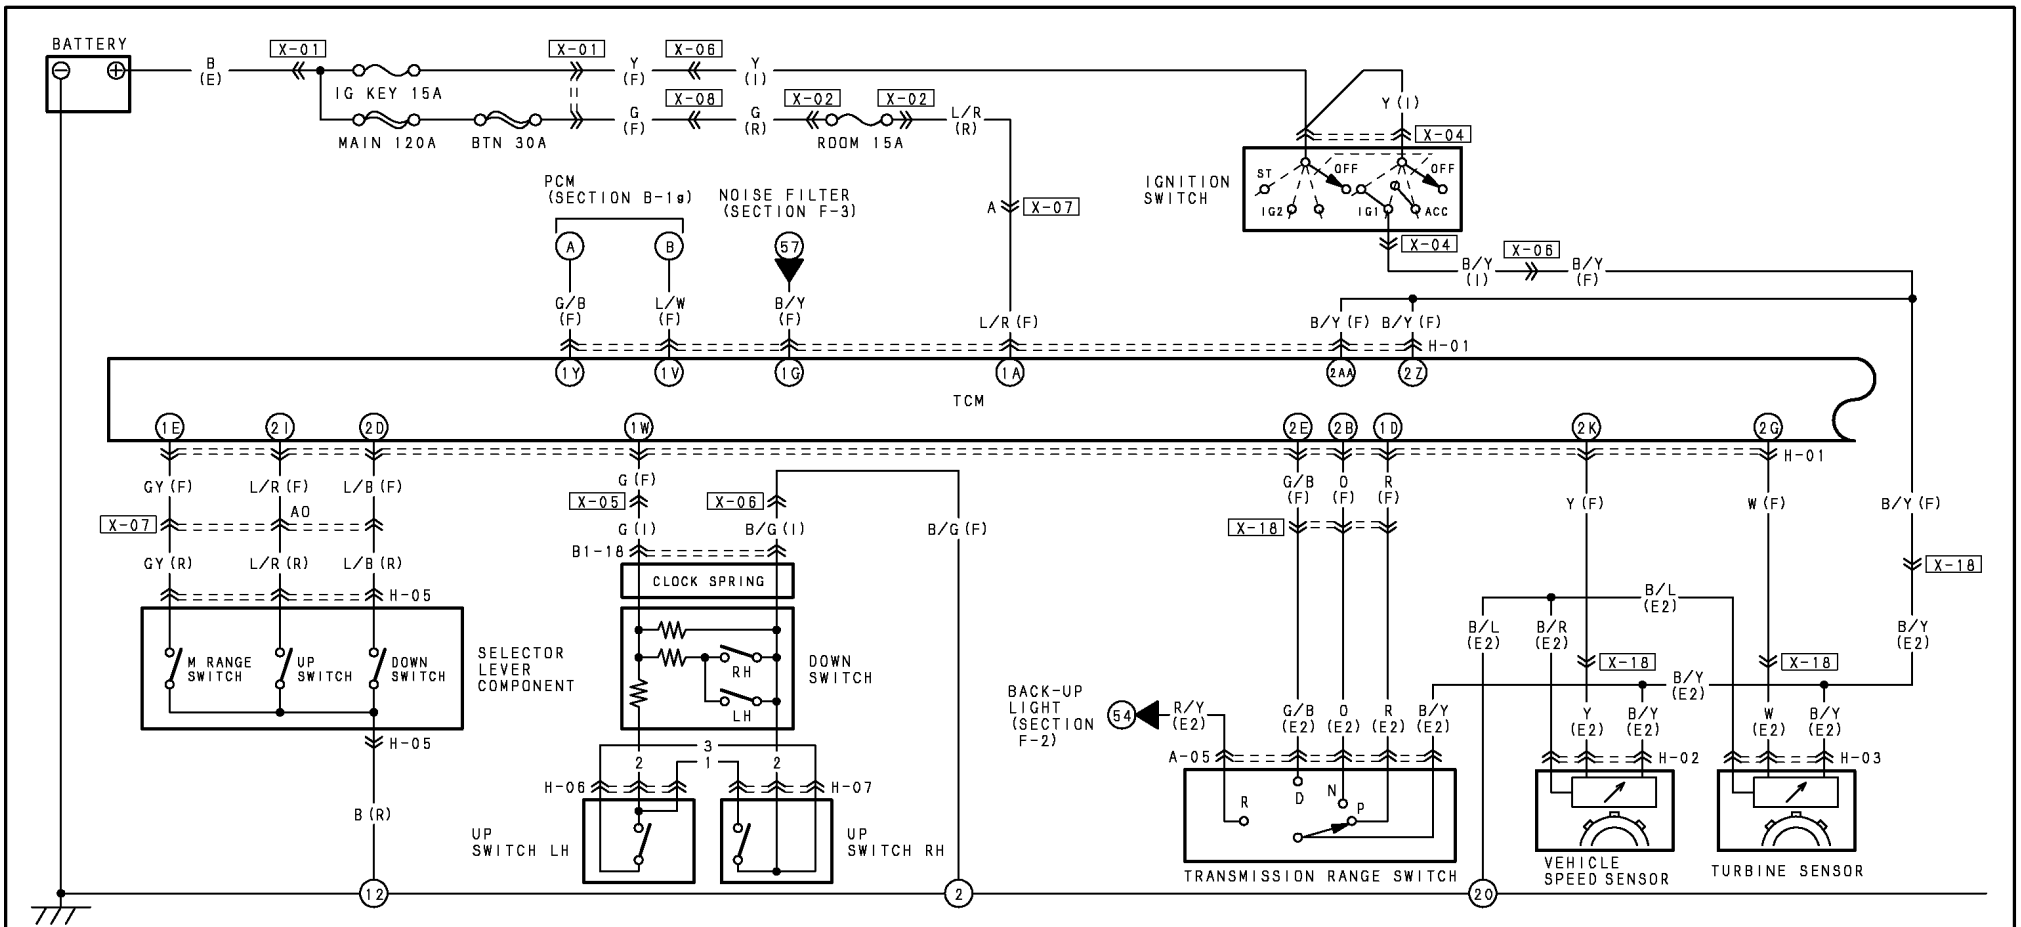 BATTERY
X-01
X-01
X-06
B
(E)
Y
(F)
Y
(I)
IG KEY 15A
X-08
X-02
X-02
G
(F)
G
(R)
L/R
(R)
Y(I)
MAIN 120A
BTN 30A
ROOM 15A
X-04
PCM
(SECTION B-1g)
NOISE FILTER
(SECTION F-3)
IGNITION
SWITCH
ST
OFF
OFF
IG2
IG1
ACC
A
X-07
A
B
57
X-04
X-06
B/Y
(I)
B/Y
(F)
G/B
(F)
L/W
(F)
B/Y
(F)
L/R(F)
B/Y(F)
B/Y(F)
H-01
1Y
1V
1G
1A
2AA
2Z
TCM
1E
2I
2D
1W
2E
2B
1D
2K
2G
H-01
GY(F)
L/R(F)
L/B(F)
G(F)
G/B
(F)
O
(F)
R
(F)
Y(F)
W(F)
B/Y(F)
X-05
X-06
X-07
AO
G(I)
B/G(I)
B/G(F)
X-18
GY(R)
L/R(R)
L/B(R)
B1-18
X-18
CLOCK SPRING
H-05
B/L
(E2)
B/L
(E2)
B/R
(E2)
B/Y
(E2)
M RANGE
SWITCH
UP
SWITCH
DOWN
SWITCH
SELECTOR
LEVER
COMPONENT
RH
LH
DOWN
SWITCH
X-18
X-18
B/Y
(E2)
BACK-UP
LIGHT
(SECTION
F-2)
54
R/Y
(E2)
G/B
(E2)
O
(E2)
R
(E2)
B/Y
(E2)
Y
(E2)
B/Y
(E2)
W
(E2)
B/Y
(E2)
H-05
3
2
1
2
A-05
H-02
H-03
H-06
H-07
R
D
N
P
B(R)
UP
SWITCH LH
UP
SWITCH RH
TRANSMISSION RANGE SWITCH
VEHICLE
SPEED SENSOR
TURBINE SENSOR
12
2
20